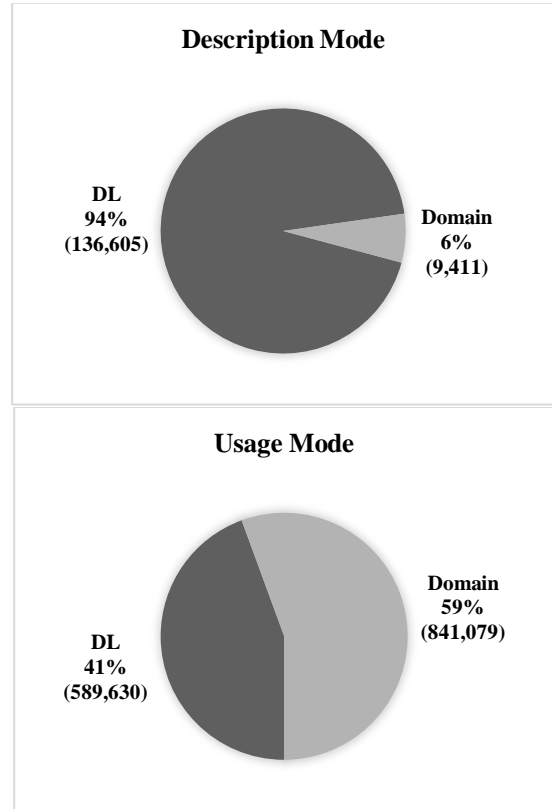 Description Mode
DL
94%
(136,605)
Domain
6%
(9,411)
Usage Mode
Domain
59%
(841,079)
DL
41%
(589,630)